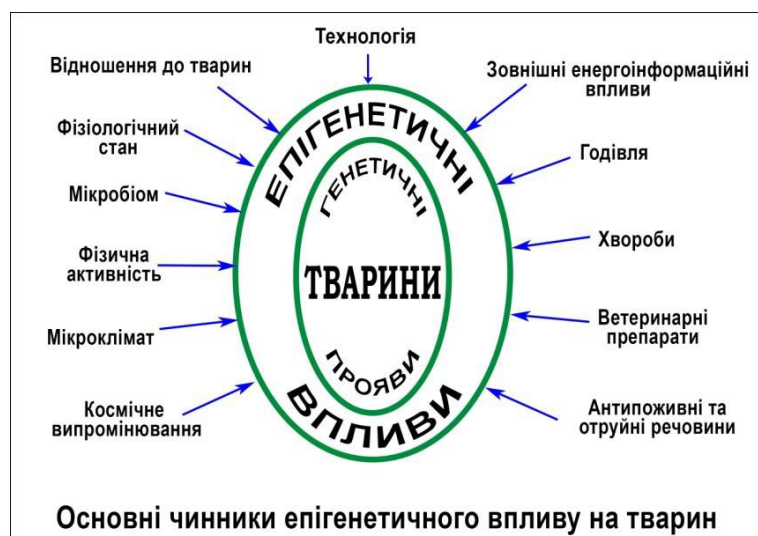 Технологія
Відношення до тварин
Зовнішні енергоінформаційні
впливи
Фізіологічний
стан
Годівля
Мікробіом
Хвороби
Фізична
активність
Ветеринарні
препарати
Мікроклімат
Антипоживні та
отруйні речовини
Космічне
випромінювання
ЕПІГЕНЕТИЧНІ
ГЕНЕТИЧНІ
ТВАРИНИ
ПРОЯВИ
ВПЛИВИ
Основні чинники епігенетичного впливу на тварин